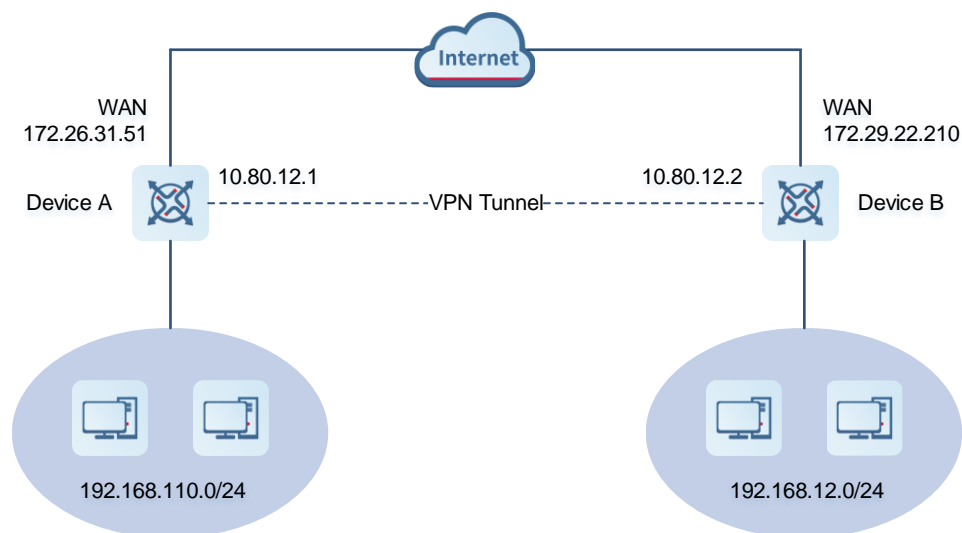 Internet
WAN
172.26.31.51
WAN
172.29.22.210
10.80.12.1
10.80.12.2
Device A
VPN Tunnel
Device B
192.168.110.0/24
192.168.12.0/24